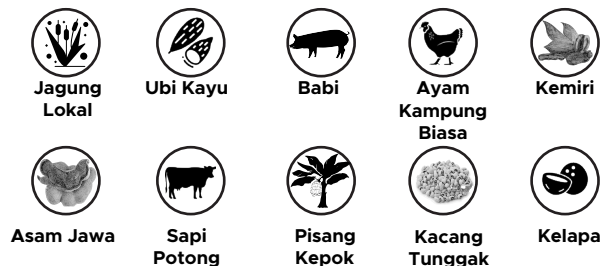 Jagung
Lokal
Ubi Kayu
Babi
Ayam
Kampung
Biasa
Kemiri
Asam Jawa
Sapi
Potong
Pisang
Kepok
Kacang
Tunggak
Kelapa